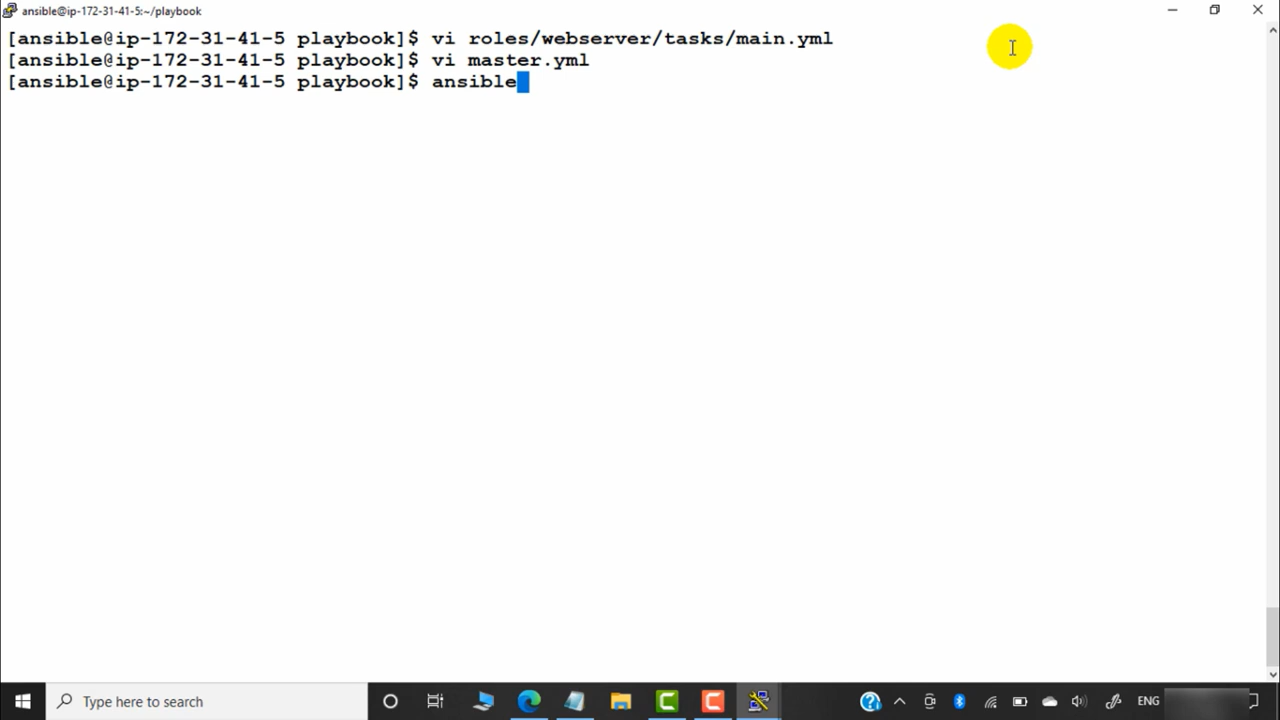 ansible@ip-172-31-41-5:~/playbook
[ansible@ip-172-31-41-5 playbook]$ vi roles/webserver/tasks/main.yml
[ansible@ip-172-31-41-5 playbook]$ vi master.yml
[ansible@ip-172-31-41-5 playbook]$ ansible
Type here to search
ENG